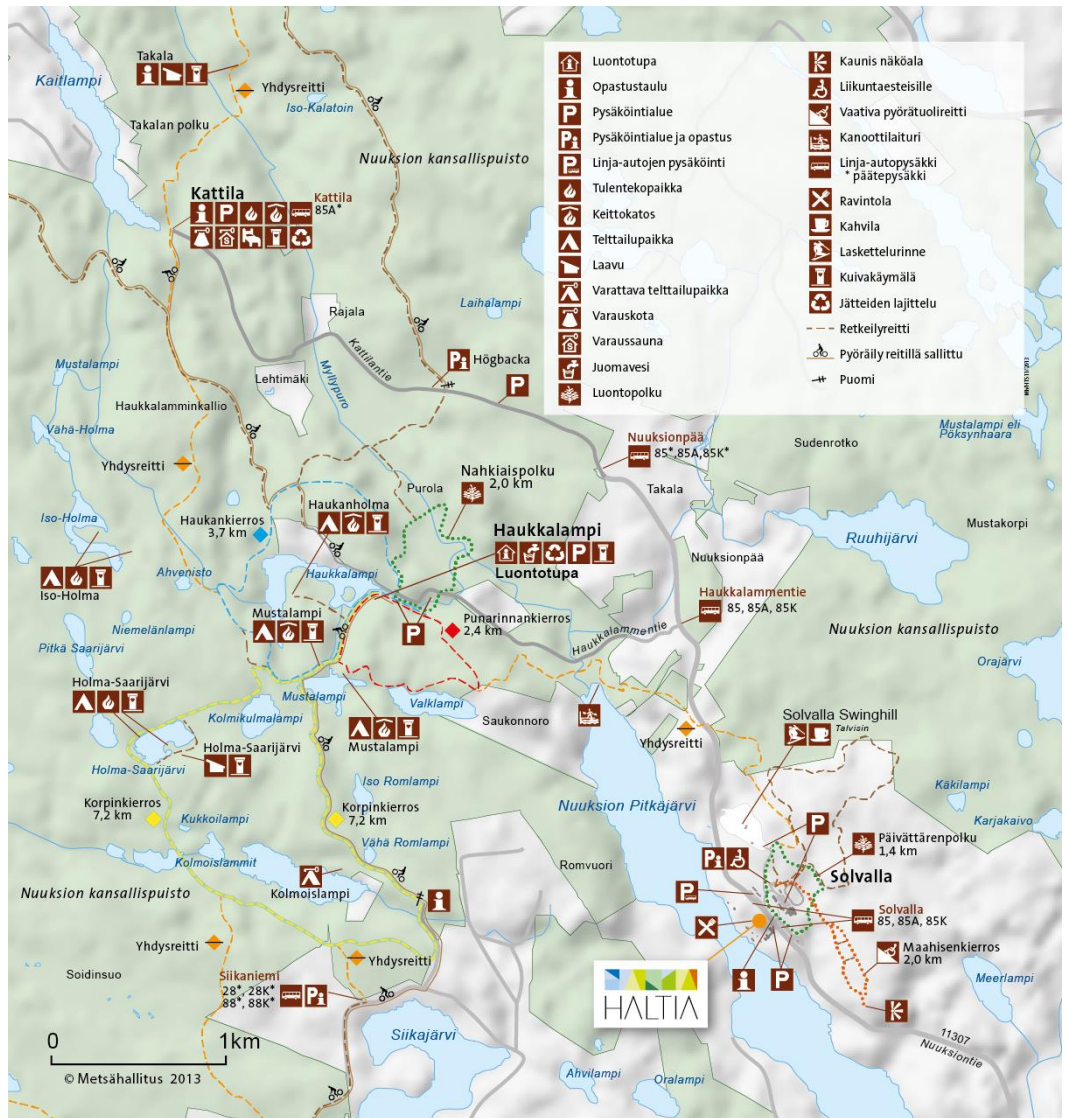 Takala
Kaitlampi
Yhdysreitti
Iso-Kalatoin
Takalan polku
Nuuksion kansallispuisto
Kattila
Kattila
85A*
Luontotupa
Opastustaulu
Pysäköintialue
Pysäköintialue ja opastus
Linja-autojen pysäköinti
Tulentekopaikka
Keittokatos
Telttailupaikka
Laavu
Varattava telttailupaikka
Varauskota
Varaussauna
Juomavesi
Luontopolku
Kaunis näköala
Liikuntaesteisille
Vaativa pyörätuolireitti
Kanoottilaituri
Linja-autopysäkki
* päätepysäkki
Ravintola
Kahvila
Laskettelurinne
Kuivakäymälä
Jätteiden lajittelu
Retkeilyreitti
Pyöräily reitillä sallittu
Puomi
Laihalampi
Rajala
Kattilantie
Myllypuro
Högbacka
Mustalampi
Lehtimäki
Haukkalamminkallio
Vähä-Holma
Mustalampi eli
Pöksynhaara
Sudenrotko
Nuuksionpää
85*,85A,85K*
Yhdysreitti
Nahkiaispolku
2,0 km
Purola
Takala
Haukanholma
Iso-Holma
Haukankierros
3,7 km
Haukkalampi
Luontotupa
Mustakorpi
Ruuhijärvi
Nuuksionpää
Ahvenisto
Haukkalampi
Iso-Holma
Haukkalammentie
85, 85A, 85K
Mustalampi
Punarinnankierros
2,4 km
Niemelänlampi
Haukkalammentie
Nuuksion kansallispuisto
Pitkä Saarijärvi
Orajärvi
Holma-Saarijärvi
Mustalampi
Valklampi
Kolmikulmalampi
Saukonnoro
Solvalla Swinghill
Talvisin
Mustalampi
Holma-Saarijärvi
Yhdysreitti
Holma-Saarijärvi
Iso Romlampi
Käkilampi
Nuuksion Pitkäjärvi
Korpinkierros
7,2 km
Korpinkierros
7,2 km
Kukkoilampi
Karjakaivo
Vähä Romlampi
Päivättärenpolku
1,4 km
Kolmoislammit
Romvuori
Solvalla
Nuuksion kansallispuisto
Kolmoislampi
Solvalla
85, 85A, 85K
Yhdysreitti
Yhdysreitti
Maahisenkierros
2,0 km
Soidinsuo
Siikaniemi
28*, 28K*
88*, 88K*
HALTIA
Meerlampi
0 1km
Siikajärvi
11307
Nuuksiontie
© Metsähallitus 2013
Ahvilampi
Oralampi